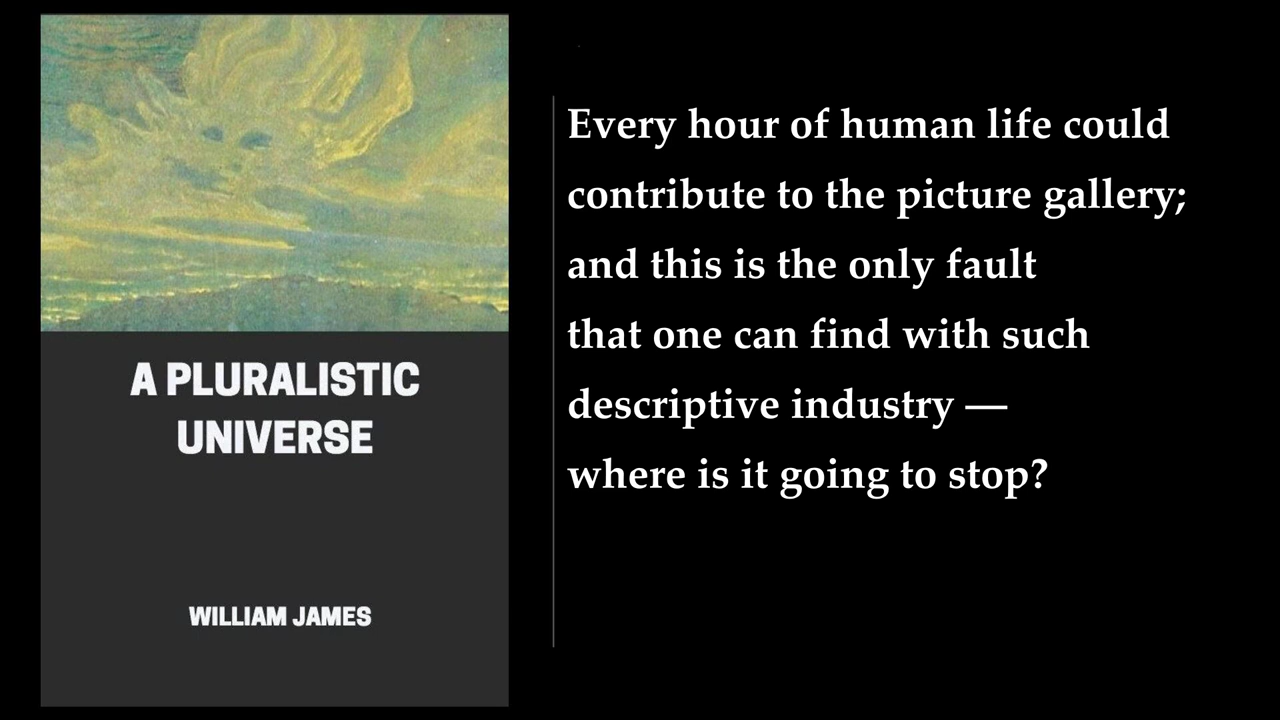 A PLURALISTIC
UNIVERSE
WILLIAM JAMES
Every hour of human life could
contribute to the picture gallery;
and this is the only fault
that one can find with such
descriptive industry —
where is it going to stop?